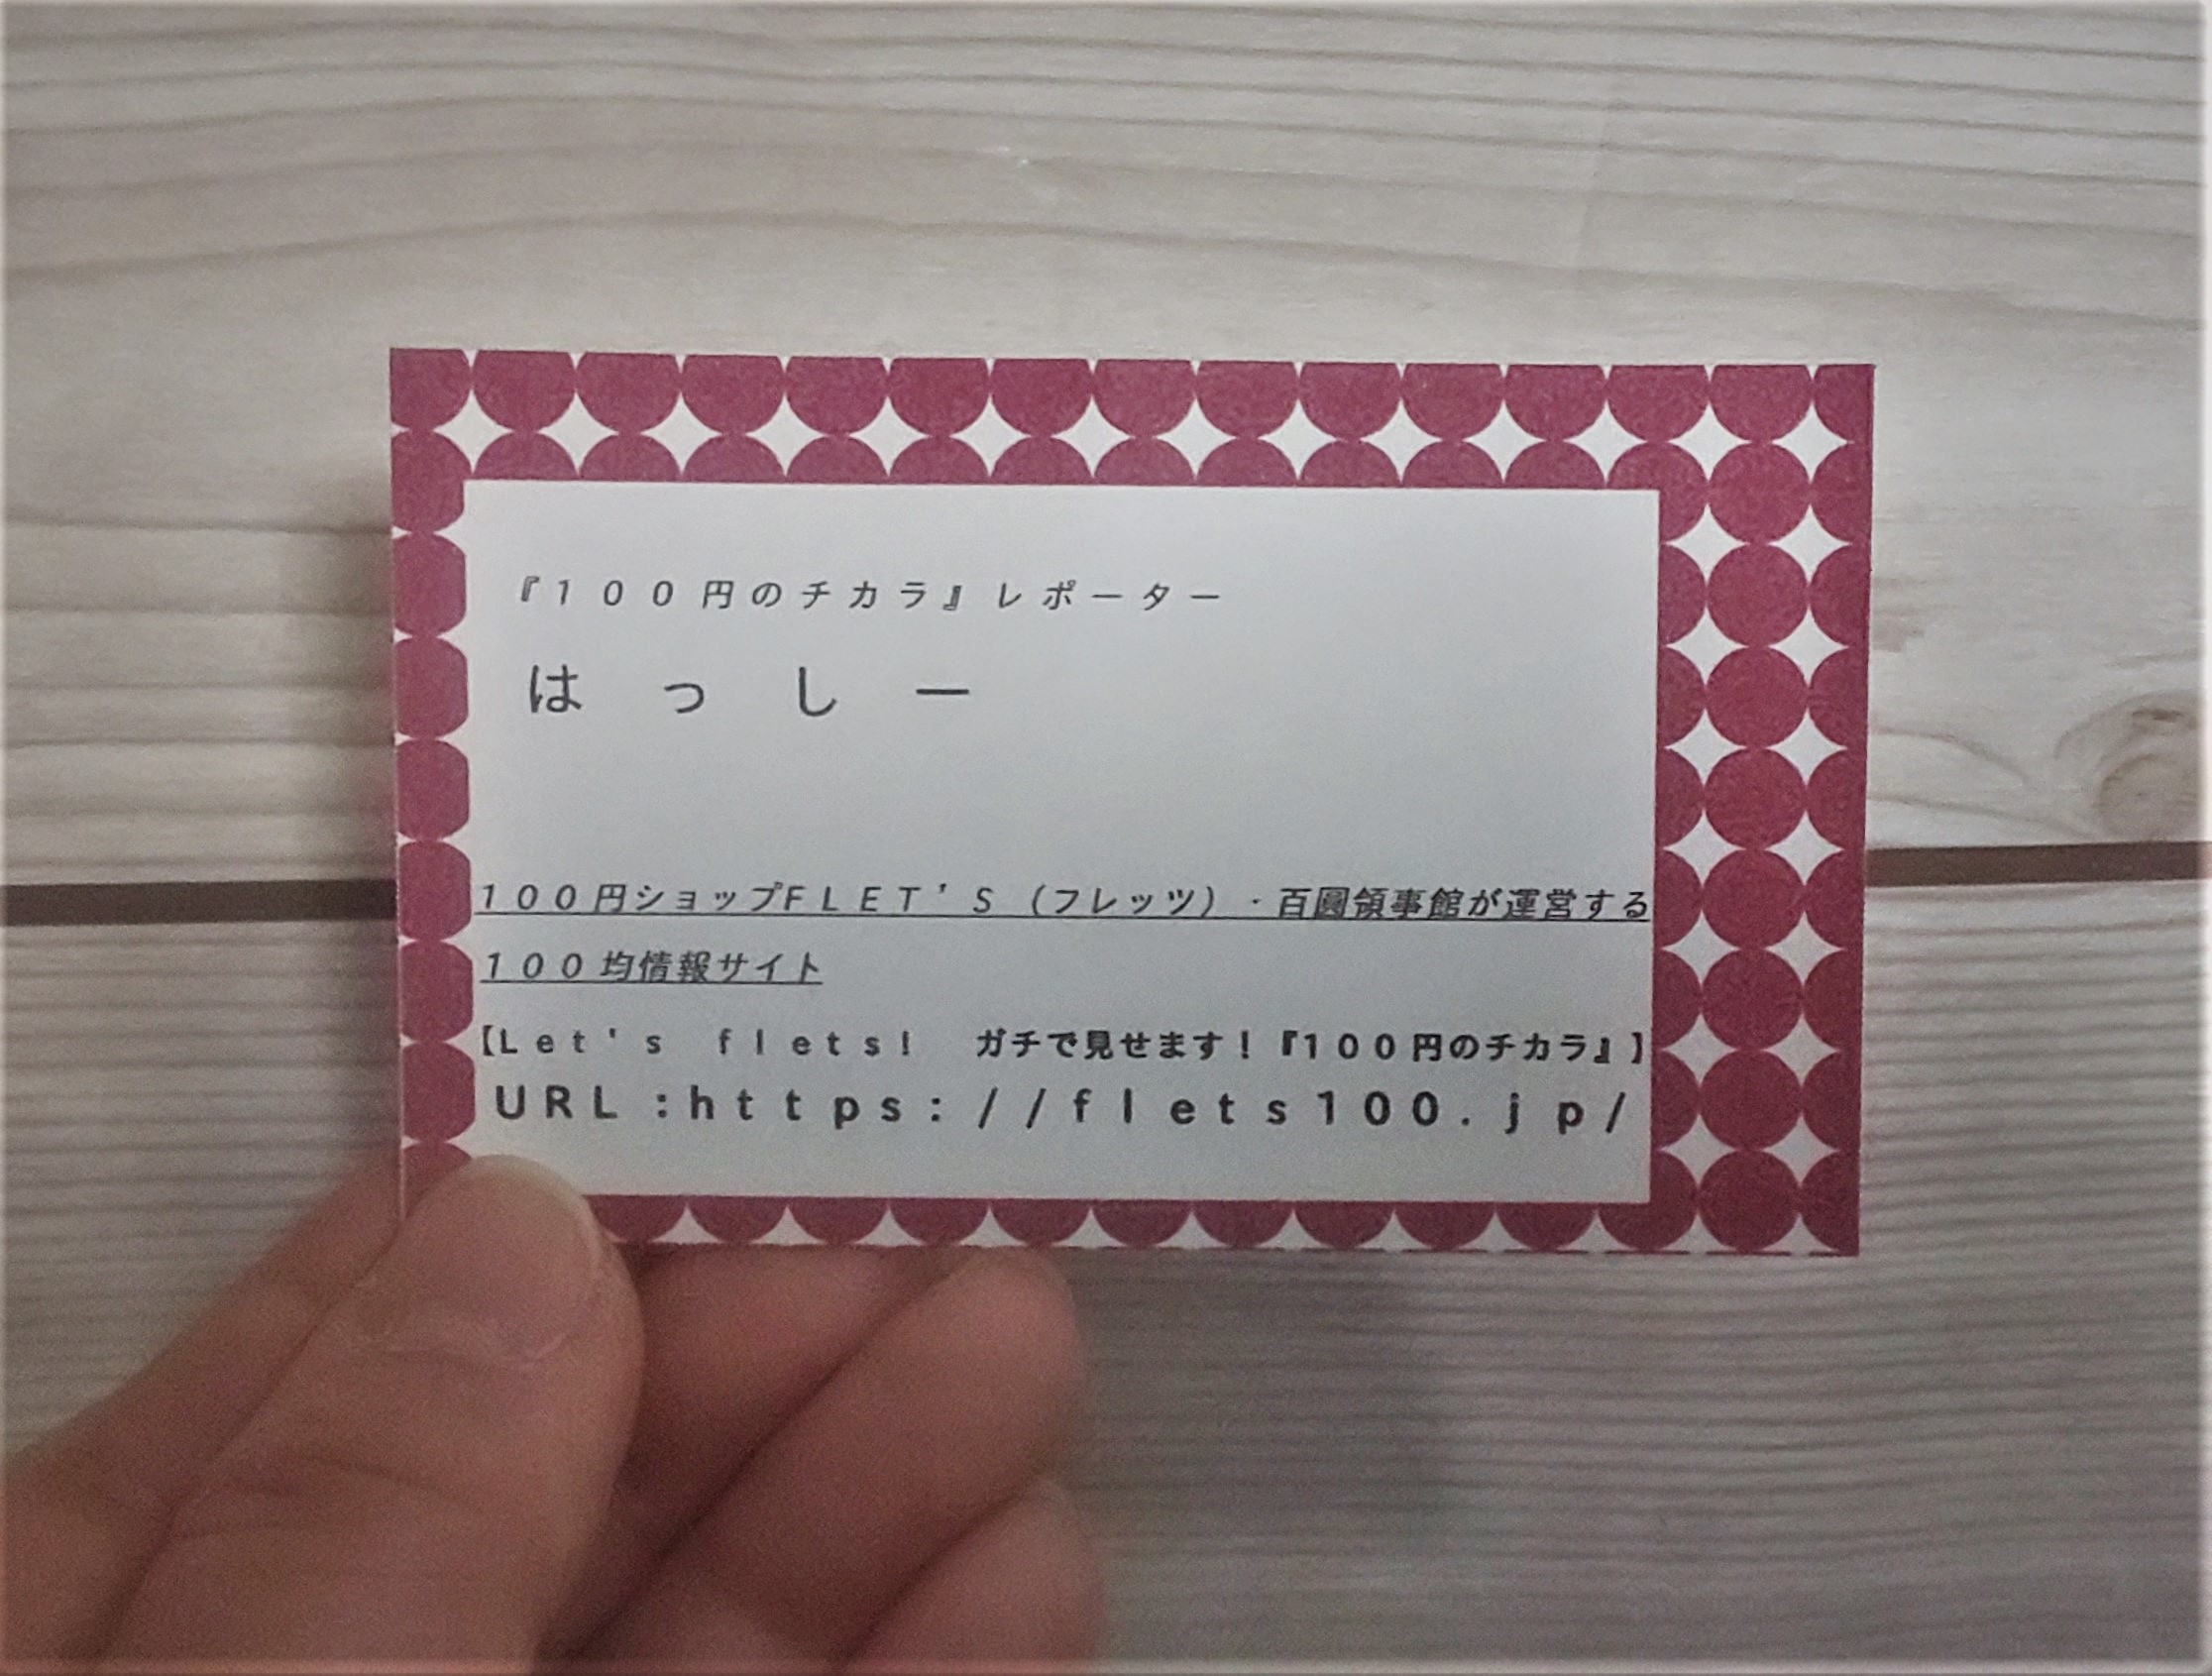 『１００円のチカラ』レポーター
はっしー
１００円ショップＦＬＥＴ’Ｓ（フレッツ）・百圓領事館が運営する
１００均情報サイト
【Ｌｅｔ'ｓ　ｆｌｅｔｓ！　ガチで見せます！『１００円のチカラ』】
ＵＲＬ：ｈｔｔｐｓ：／／ｆｌｅｔｓ１００．ｊｐ/